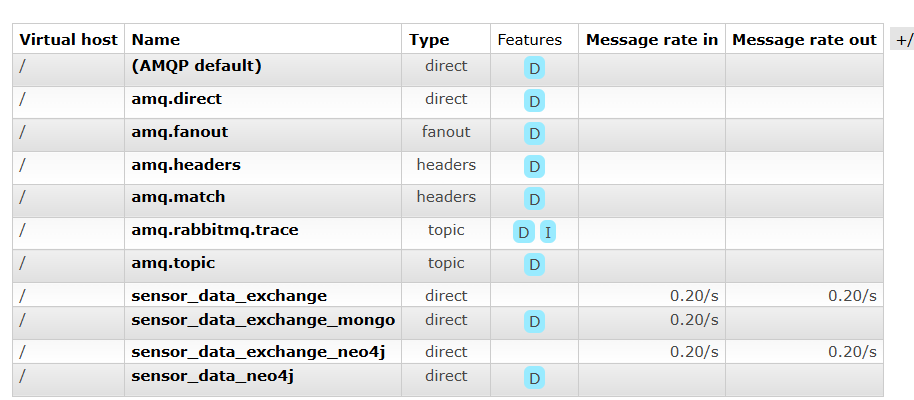 Virtual host Name Type Features Message rate in Message rate out +/
/ (AMQP default) direct D
/ amq.direct direct D
/ amq.fanout fanout D
/ amq.headers headers D
/ amq.match headers D
/ amq.rabbitmq.trace topic D I
/ amq.topic topic D
/ sensor_data_exchange direct 0.20/s 0.20/s
/ sensor_data_exchange_mongo direct D 0.20/s
/ sensor_data_exchange_neo4j direct 0.20/s 0.20/s
/ sensor_data_neo4j direct D